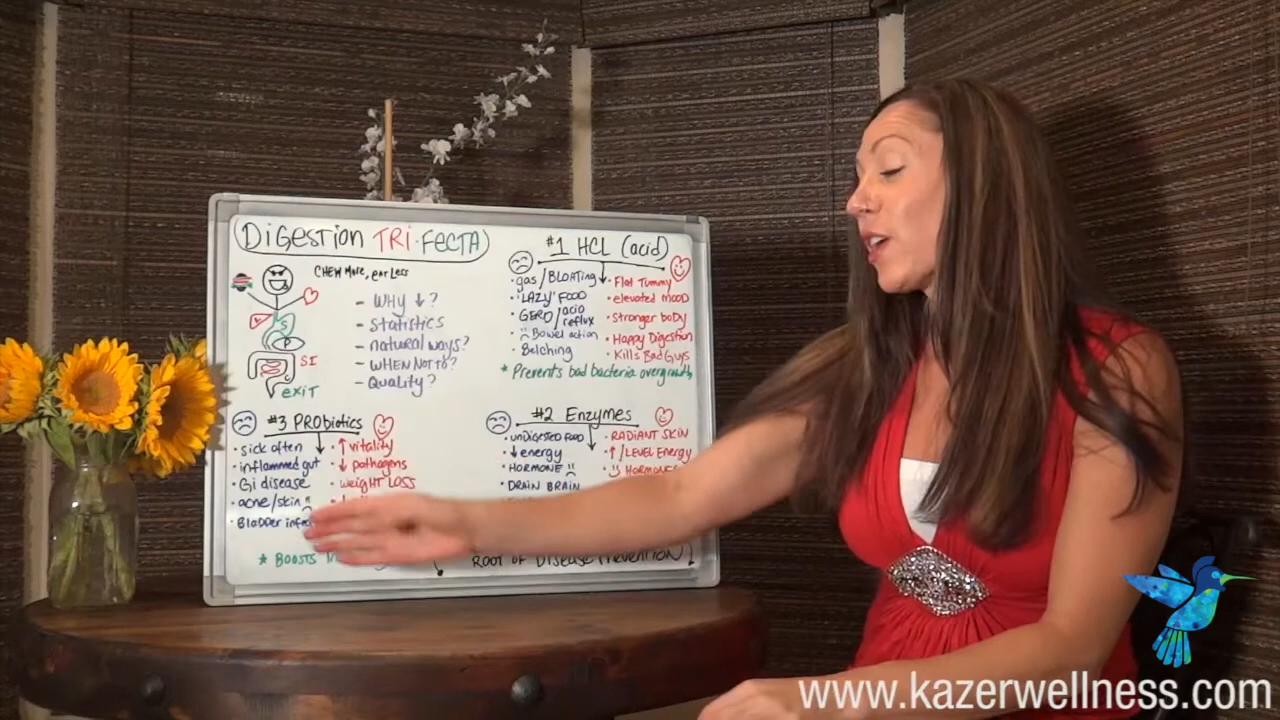 DiGESTiON TRi-FECTA
CHEW More, eat Less
- WHY ↓?
- Statistics
- natural ways?
- WHEN NOT TO?
- Quality?
S
P
SI
exiT
#1 HCL (acid)
• gas/BLOATiNG
• "LAZY" FOOD
• GERD/acid reflux
• Bowel action
• Belching
• Flat Tummy
• elevated MOOD
• Stronger body
• Happy Digestion
• Kills Bad Guys
* Prevents bad bacteria overgrowth
#3 PRObiotics
• sick often
• inflammed gut
• Gi disease
• acne/skin
• Bladder
• ↑ vitality
• ↓ pathogens
• weigHT LOSS
* BOOSTS
#2 Enzymes
• unDigested FOOD
• ↓ energy
• HORMONE
• DRAIN BRAIN
• RADIANT SKIN
• ↑/LEVEL Energy
• HORMONES
ROOT OF Disease Prevention
www.kazerwellness.com